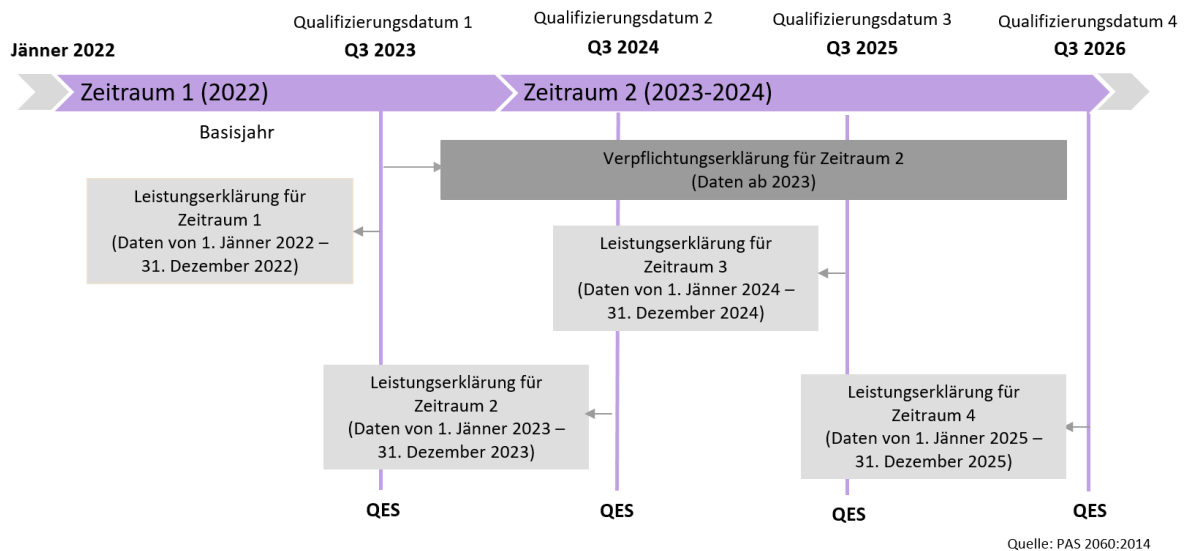 Qualifizierungsdatum 1
Qualifizierungsdatum 2
Qualifizierungsdatum 3
Qualifizierungsdatum 4
Jänner 2022
Q3 2023
Q3 2024
Q3 2025
Q3 2026
Zeitraum 1 (2022)
Zeitraum 2 (2023-2024)
Basisjahr
Verpflichtungserklärung für Zeitraum 2
(Daten ab 2023)
Leistungserklärung für
Zeitraum 1
(Daten von 1. Jänner 2022 –
31. Dezember 2022)
Leistungserklärung für
Zeitraum 3
(Daten von 1. Jänner 2024 –
31. Dezember 2024)
Leistungserklärung für
Zeitraum 2
(Daten von 1. Jänner 2023 –
31. Dezember 2023)
Leistungserklärung für
Zeitraum 4
(Daten von 1. Jänner 2025 –
31. Dezember 2025)
QES
QES
QES
QES
Quelle: PAS 2060:2014